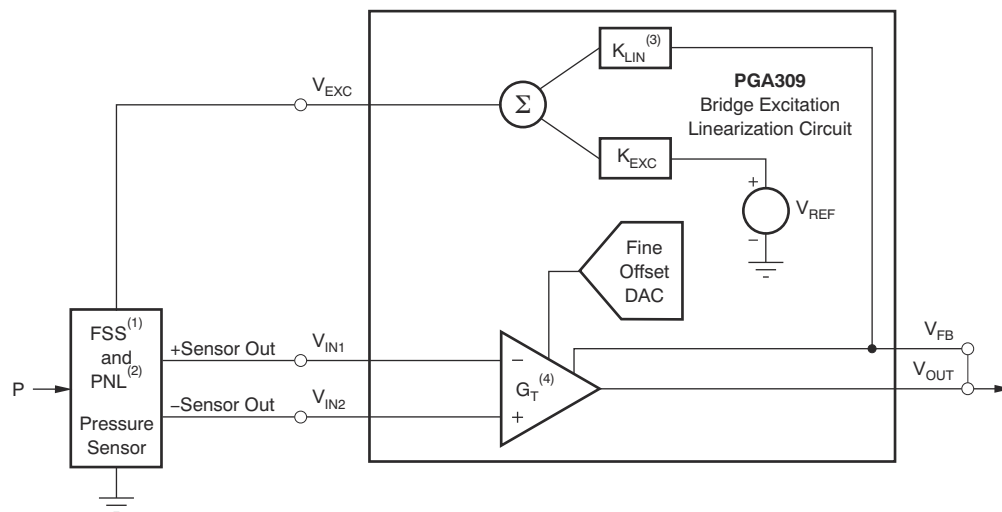 K_LIN^(3)
PGA309
Bridge Excitation
Linearization Circuit
V_EXC
Σ
K_EXC
+
V_REF
−
Fine
Offset
DAC
FSS^(1)
and
PNL^(2)
Pressure
Sensor
P
+Sensor Out
V_IN1
−
V_FB
G_T^(4)
V_OUT
−Sensor Out
V_IN2
+